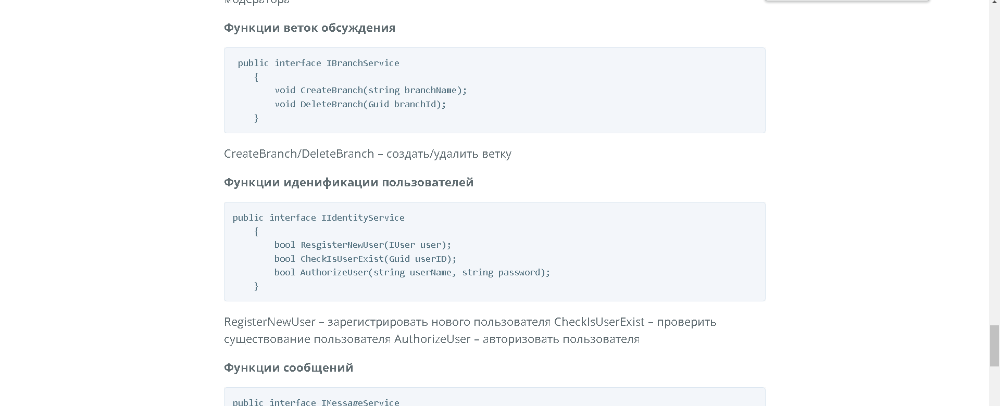 модератора
Функции веток обсуждения
public interface IBranchService
{
void CreateBranch(string branchName);
void DeleteBranch(Guid branchId);
}
CreateBranch/DeleteBranch – создать/удалить ветку
Функции иденификации пользователей
public interface IIdentityService
{
bool ResgisterNewUser(IUser user);
bool CheckIsUserExist(Guid userID);
bool AuthorizeUser(string userName, string password);
}
RegisterNewUser – зарегистрировать нового пользователя CheckIsUserExist – проверить
существование пользователя AuthorizeUser – авторизовать пользователя
Функции сообщений
public interface IMessageService